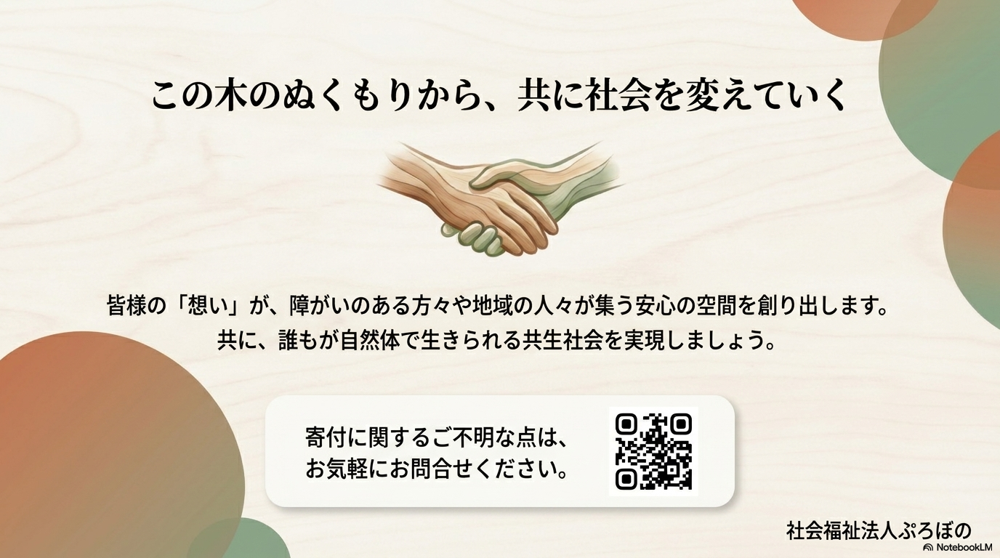 この木のぬくもりから、共に社会を変えていく
皆様の「想い」が、障がいのある方々や地域の人々が集う安心の空間を創り出します。
共に、誰もが自然体で生きられる共生社会を実現しましょう。
寄付に関するご不明な点は、
お気軽にお問合せください。
社会福祉法人ぷろぼの
NotebookLM